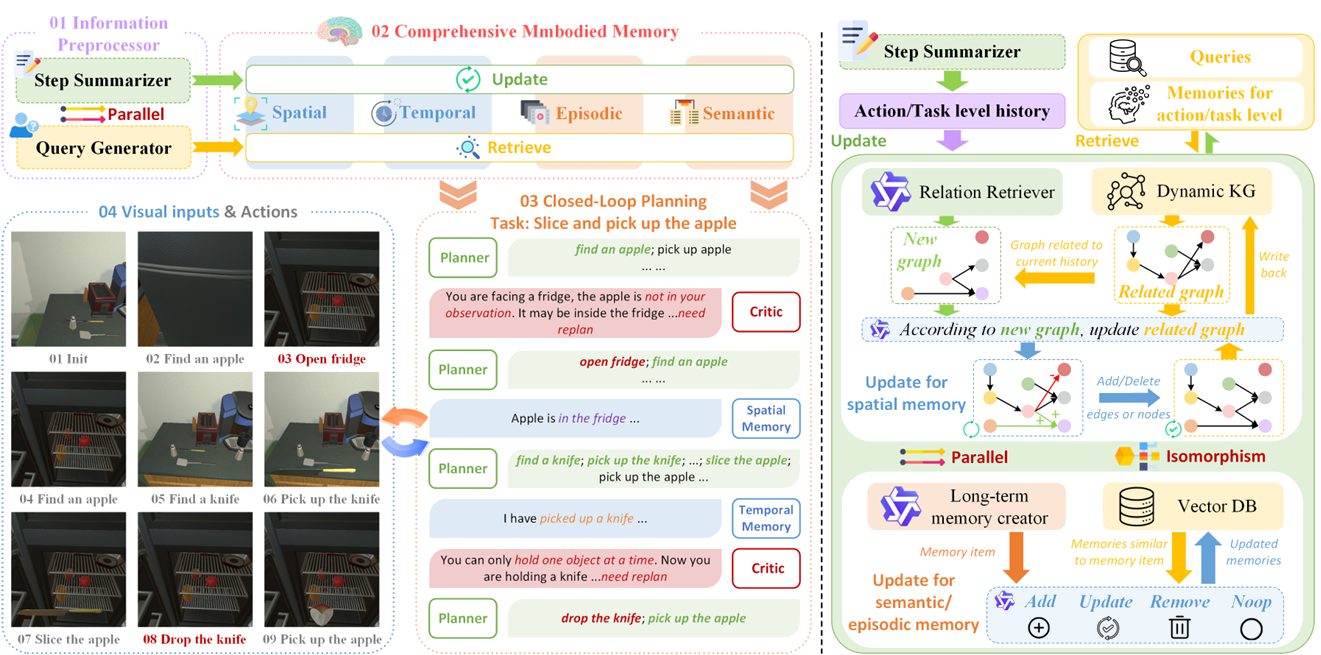 01 Information
Preprocessor
Step Summarizer
Parallel
Query Generator
02 Comprehensive Mmbodied Memory
Update
Spatial
Temporal
Episodic
Semantic
Retrieve
04 Visual inputs & Actions
01 Init
02 Find an apple
03 Open fridge
04 Find an apple
05 Find a knife
06 Pick up the knife
07 Slice the apple
08 Drop the knife
09 Pick up the apple
03 Closed-Loop Planning
Task: Slice and pick up the apple
Planner
find an apple; pick up apple
... ...
You are facing a fridge, the apple is not in your
observation. It may be inside the fridge ...need
replan
Critic
Planner
open fridge; find an apple
... ...
Apple is in the fridge ...
Spatial
Memory
Planner
find a knife; pick up the knife; ...; slice the apple;
pick up the apple ...
I have picked up a knife ...
Temporal
Memory
You can only hold one object at a time. Now you
are holding a knife ...need replan
Critic
Planner
drop the knife; pick up the apple
Step Summarizer
Action/Task level history
Update
Queries
Memories for
action/task level
Retrieve
Relation Retriever
Dynamic KG
New
graph
Graph related to
current history
Related graph
Write
back
According to new graph, update related graph
Update for
spatial memory
-
+
+
Add/Delete
edges or nodes
Parallel
Isomorphism
Long-term
memory creator
Vector DB
Memory item
Memories similar
to memory item
Updated
memories
Update for
semantic/
episodic memory
Add
Update
Remove
Noop